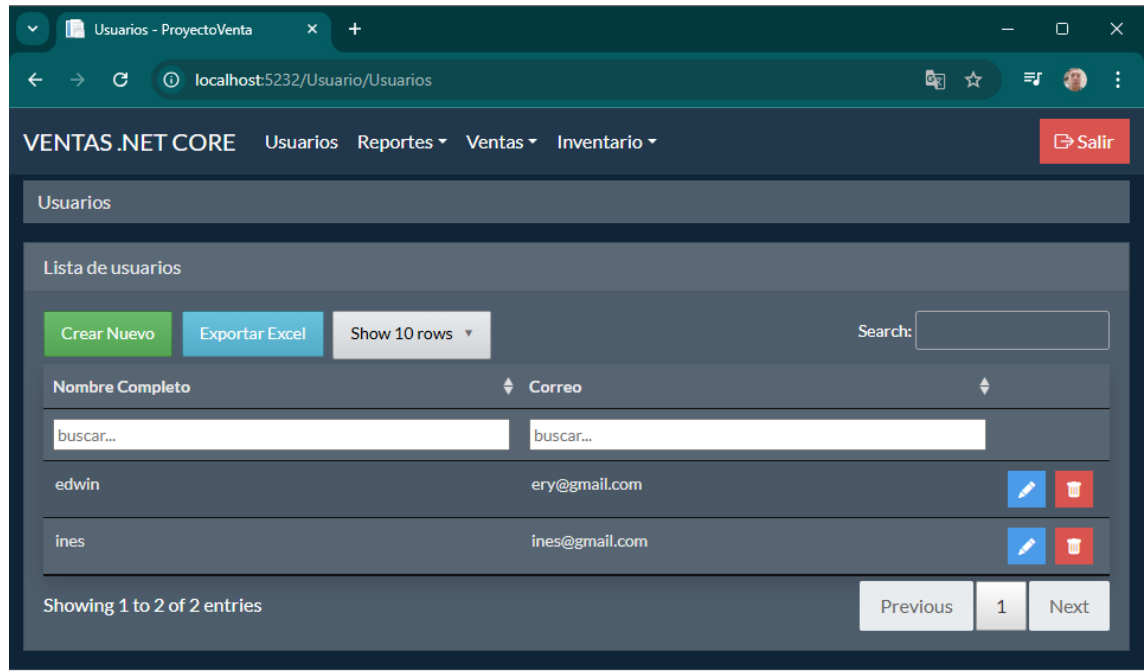 Usuarios - ProyectoVenta
localhost:5232/Usuario/Usuarios
VENTAS .NET CORE Usuarios Reportes Ventas Inventario Salir
Usuarios
Lista de usuarios
Crear Nuevo Exportar Excel Show 10 rows Search:
Nombre Completo Correo
buscar... buscar...
edwin ery@gmail.com
ines ines@gmail.com
Showing 1 to 2 of 2 entries Previous 1 Next